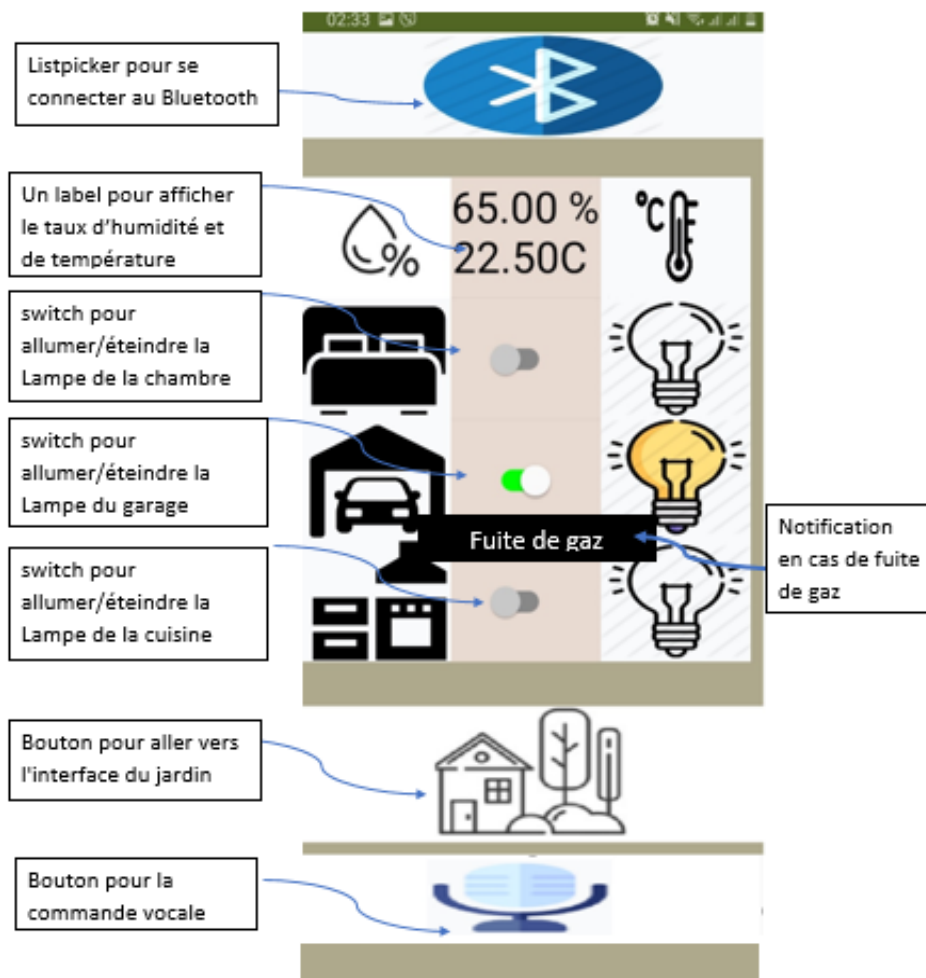 02:33
Listpicker pour se
connecter au Bluetooth
Un label pour afficher
le taux d'humidité et
de température
65.00 %
22.50C
%
°C
switch pour
allumer/éteindre la
Lampe de la chambre
switch pour
allumer/éteindre la
Lampe du garage
Fuite de gaz
Notification
en cas de fuite
de gaz
switch pour
allumer/éteindre la
Lampe de la cuisine
Bouton pour aller vers
l'interface du jardin
Bouton pour la
commande vocale